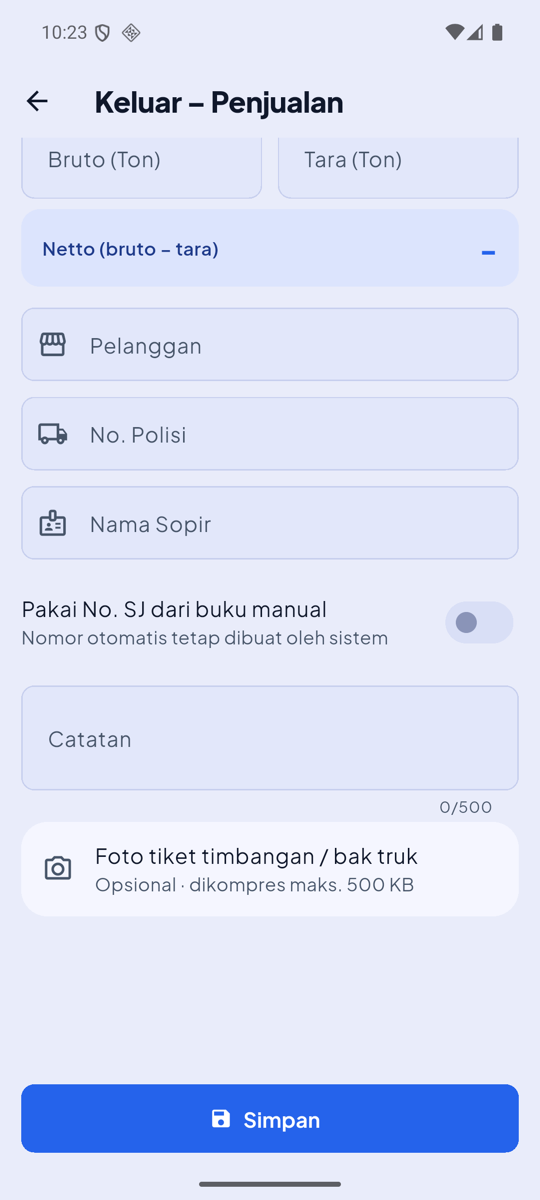 10:23
Keluar – Penjualan
Bruto (Ton)
Tara (Ton)
Netto (bruto – tara)
–
Pelanggan
No. Polisi
Nama Sopir
Pakai No. SJ dari buku manual
Nomor otomatis tetap dibuat oleh sistem
Catatan
0/500
Foto tiket timbangan / bak truk
Opsional · dikompres maks. 500 KB
Simpan